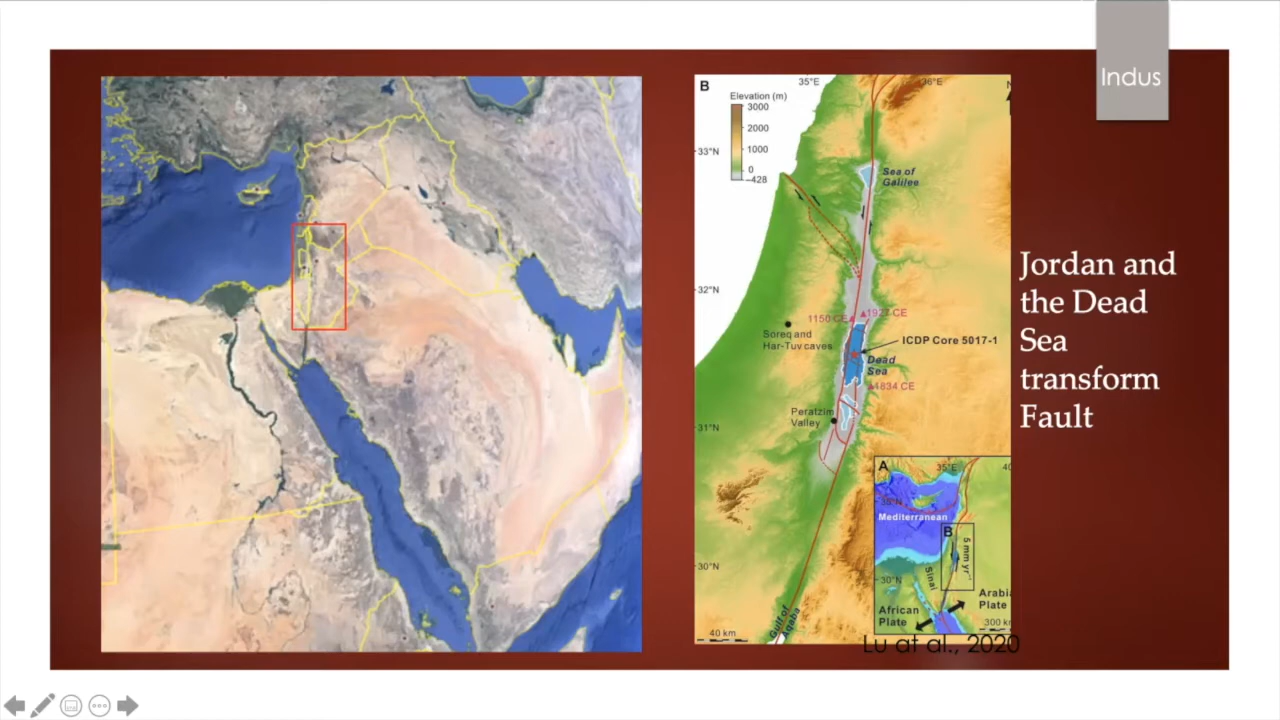 Indus
B
35°E
36°E
N
Elevation (m)
3000
2000
1000
0
-428
33°N
Sea of
Galilee
32°N
1150 CE
1927 CE
Soreq and
Har-Tuv caves
ICDP Core 5017-1
Dead
Sea
1834 CE
Peratzim
Valley
31°N
30°N
Gulf of
Aqaba
40 km
A
35°E
40
35°N
Mediterranean
B
5 mm yr⁻¹
30°N
Sinai
African
Plate
Arabia
Plate
300 k
Lu at al., 2020
Jordan and
the Dead
Sea
transform
Fault